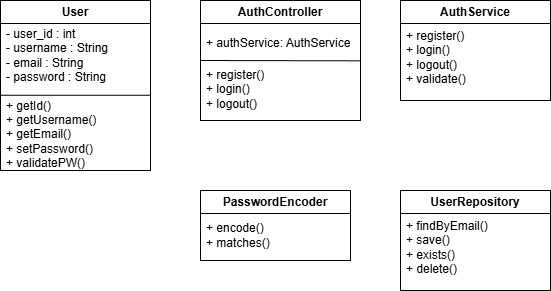 User
- user_id : int
- username : String
- email : String
- password : String
+ getId()
+ getUsername()
+ getEmail()
+ setPassword()
+ validatePW()
AuthController
+ authService: AuthService
+ register()
+ login()
+ logout()
AuthService
+ register()
+ login()
+ logout()
+ validate()
PasswordEncoder
+ encode()
+ matches()
UserRepository
+ findByEmail()
+ save()
+ exists()
+ delete()